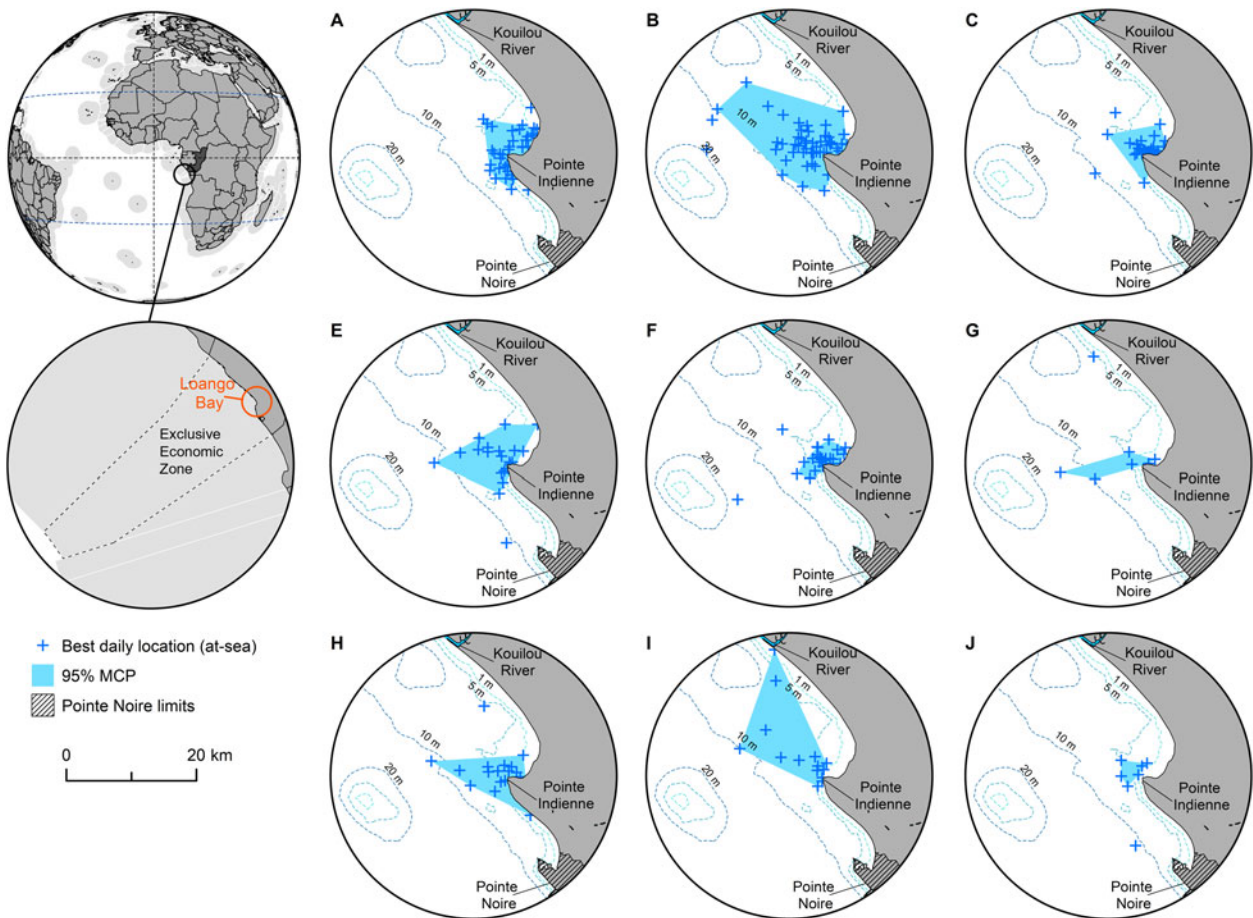 A
Kouilou
River
1 m
5 m
10 m
20 m
Pointe
Indienne
Pointe
Noire
B
Kouilou
River
1 m
5 m
10 m
20 m
Pointe
Indienne
Pointe
Noire
C
Kouilou
River
1 m
5 m
10 m
20 m
Pointe
Indienne
Pointe
Noire
Loango
Bay
Exclusive
Economic
Zone
E
Kouilou
River
1 m
5 m
10 m
20 m
Pointe
Indienne
Pointe
Noire
F
Kouilou
River
1 m
5 m
10 m
20 m
Pointe
Indienne
Pointe
Noire
G
Kouilou
River
1 m
5 m
10 m
20 m
Pointe
Indienne
Pointe
Noire
Best daily location (at-sea)
95% MCP
Pointe Noire limits
0 20 km
H
Kouilou
River
1 m
5 m
10 m
20 m
Pointe
Indienne
Pointe
Noire
I
Kouilou
River
1 m
5 m
10 m
20 m
Pointe
Indienne
Pointe
Noire
J
Kouilou
River
1 m
5 m
10 m
20 m
Pointe
Indienne
Pointe
Noire